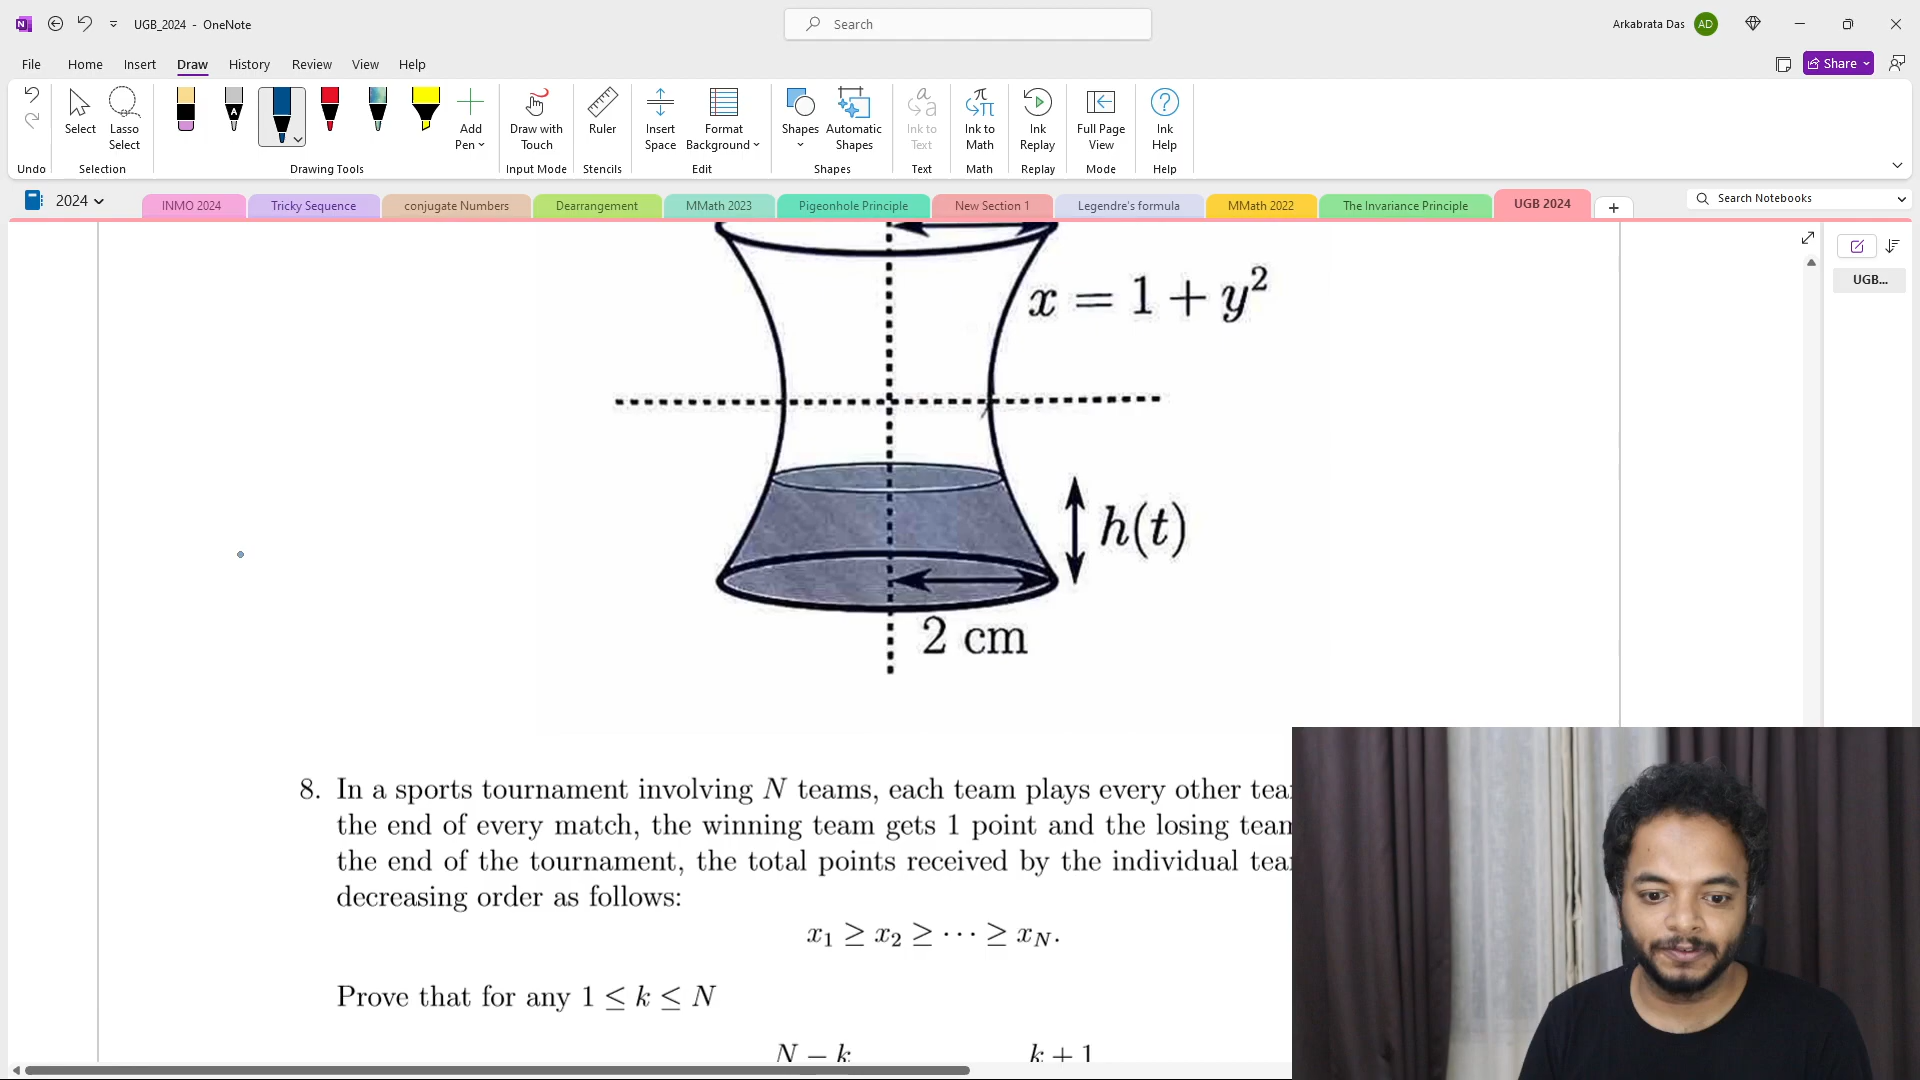 UGB_2024 - OneNote
Search
Arkabrata Das AD
File Home Insert Draw History Review View Help
Share
Select
Lasso Select
A
Add Pen
Draw with Touch
Ruler
Insert Space
Format Background
Shapes
Automatic Shapes
Ink to Text
Ink to Math
Ink Replay
Full Page View
Ink Help
Undo Selection Drawing Tools Input Mode Stencils Edit Shapes Text Math Replay Mode Help
2024
INMO 2024 Tricky Sequence conjugate Numbers Dearrangement MMath 2023 Pigeonhole Principle New Section 1 Legendre's formula MMath 2022 The Invariance Principle UGB 2024
Search Notebooks
UGB...
x = 1 + y²
h(t)
2 cm
8. In a sports tournament involving N teams, each team plays every other
the end of every match, the winning team gets 1 point and the losing team
the end of the tournament, the total points received by the individual
decreasing order as follows:
x₁ ≥ x₂ ≥ ··· ≥ x_N.
Prove that for any 1 ≤ k ≤ N
N − k k + 1